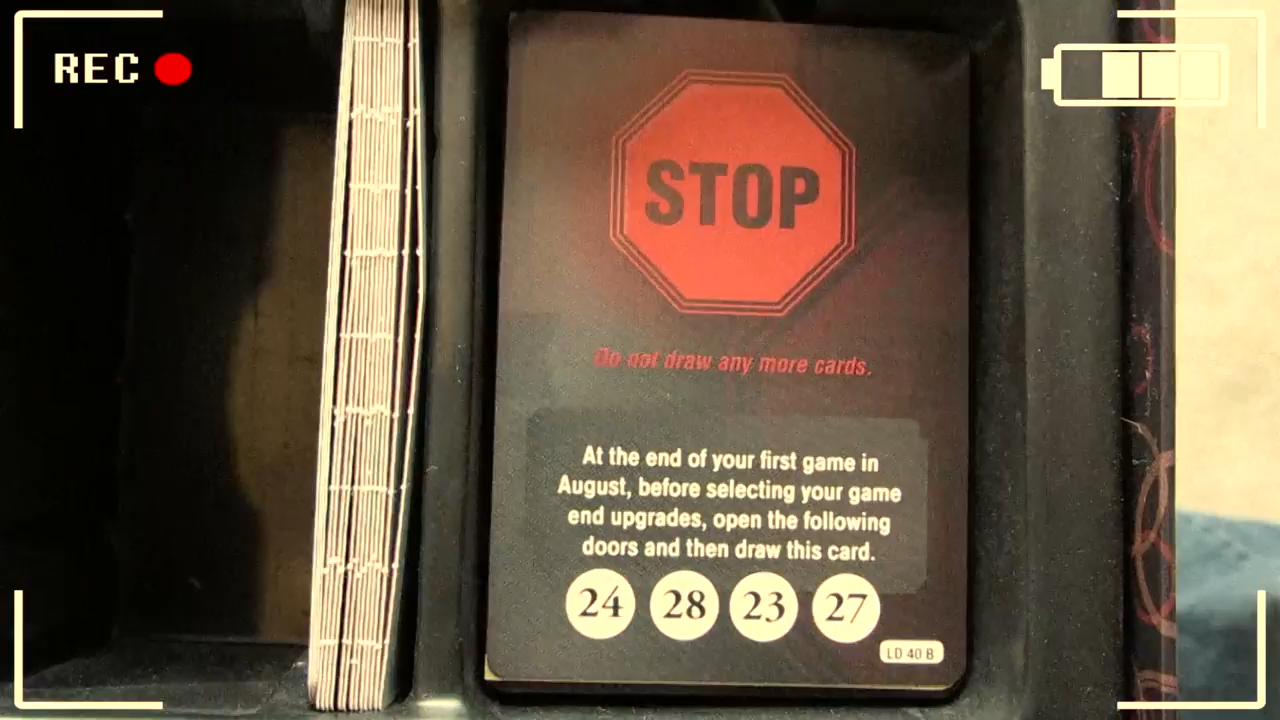 REC
STOP
Do not draw any more cards.
At the end of your first game in
August, before selecting your game
end upgrades, open the following
doors and then draw this card.
24 28 23 27
LD 40 B